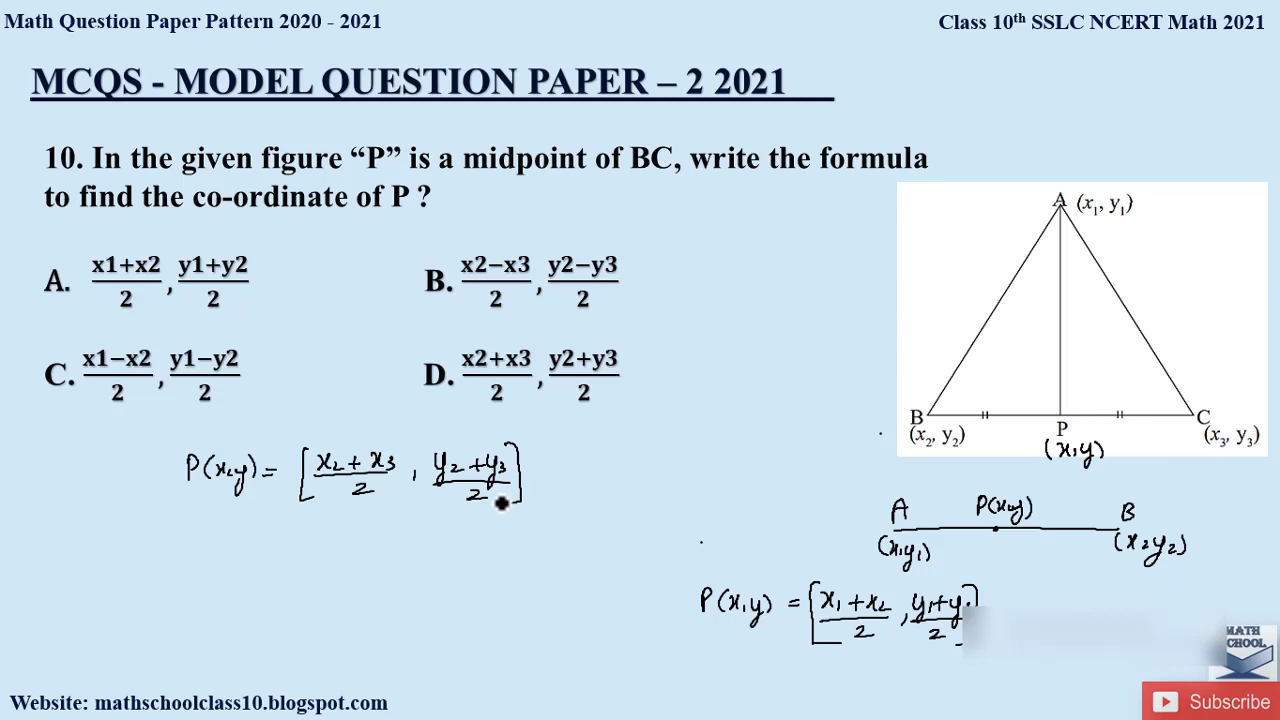 Math Question Paper Pattern 2020 - 2021
Class 10th SSLC NCERT Math 2021
MCQS - MODEL QUESTION PAPER – 2 2021
10. In the given figure “P” is a midpoint of BC, write the formula
to find the co-ordinate of P ?
A. x1+x2/2 , y1+y2/2
B. x2−x3/2 , y2−y3/2
C. x1−x2/2 , y1−y2/2
D. x2+x3/2 , y2+y3/2
A (x1, y1)
B P C
(x2, y2) (x3, y3)
(x,y)
P(x,y) = [x2 + x3/2 , y2 + y3/2]
A P(x,y) B
(x,y1) (x2y2)
P(x,y) = [x1 + x2/2 , y1+y/2]
MATH
SCHOOL
Website: mathschoolclass10.blogspot.com
Subscribe